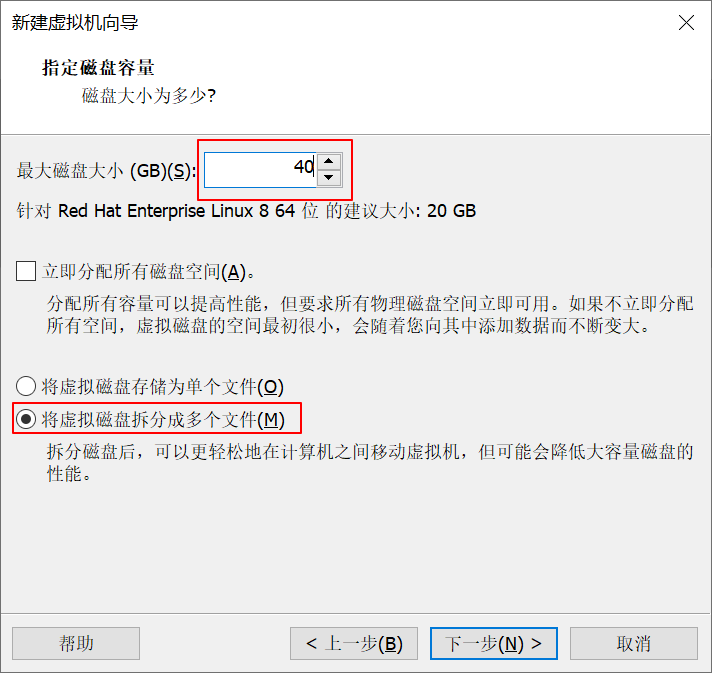 新建虚拟机向导
指定磁盘容量
磁盘大小为多少?
最大磁盘大小 (GB)(S):
40
针对 Red Hat Enterprise Linux 8 64 位 的建议大小: 20 GB
立即分配所有磁盘空间(A)。
分配所有容量可以提高性能，但要求所有物理磁盘空间立即可用。如果不立即分配
所有空间，虚拟磁盘的空间最初很小，会随着您向其中添加数据而不断变大。
将虚拟磁盘存储为单个文件(O)
将虚拟磁盘拆分成多个文件(M)
拆分磁盘后，可以更轻松地在计算机之间移动虚拟机，但可能会降低大容量磁盘的
性能。
帮助
< 上一步(B)
下一步(N) >
取消